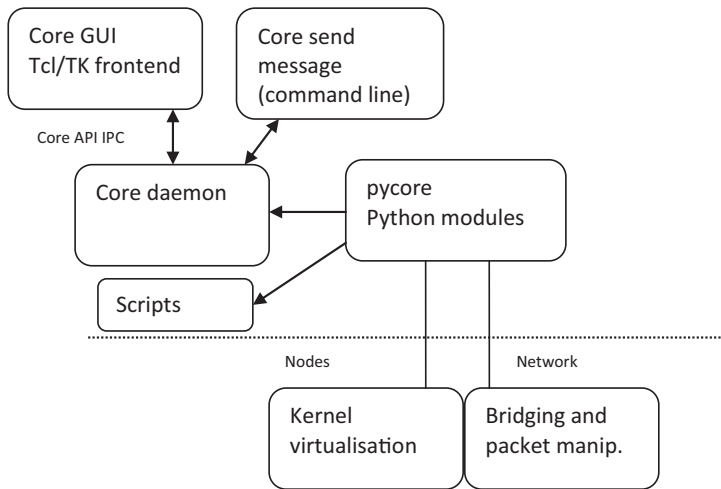 Core GUI
Tcl/TK frontend
Core send
message
(command line)
Core API IPC
Core daemon
pycore
Python modules
Scripts
Nodes
Network
Kernel
virtualisation
Bridging and
packet manip.